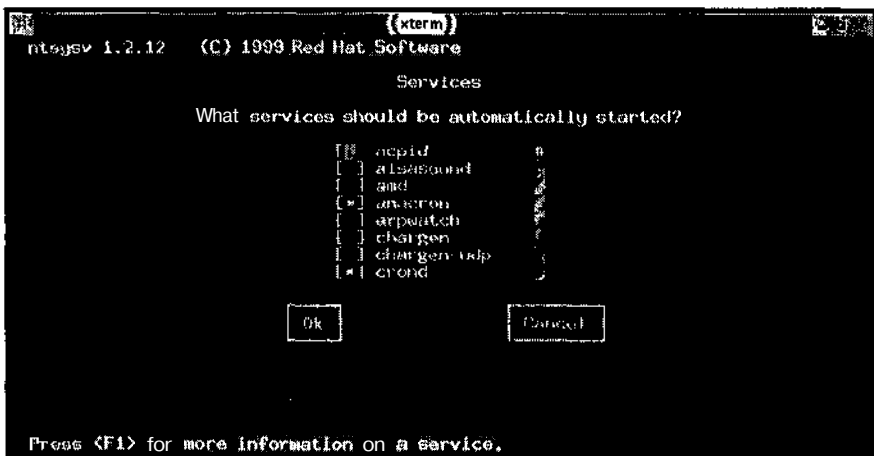 ((xterm))
ntsysv 1.2.12 (C) 1999 Red Hat Software
Services
What services should be automatically started?
[ ] acpid
[ ] alsasound
[ ] amd
[*] anacron
[ ] arpwatch
[ ] chargen
[ ] chargen-udp
[*] crond
Ok Cancel
Press <F1> for more information on a service.